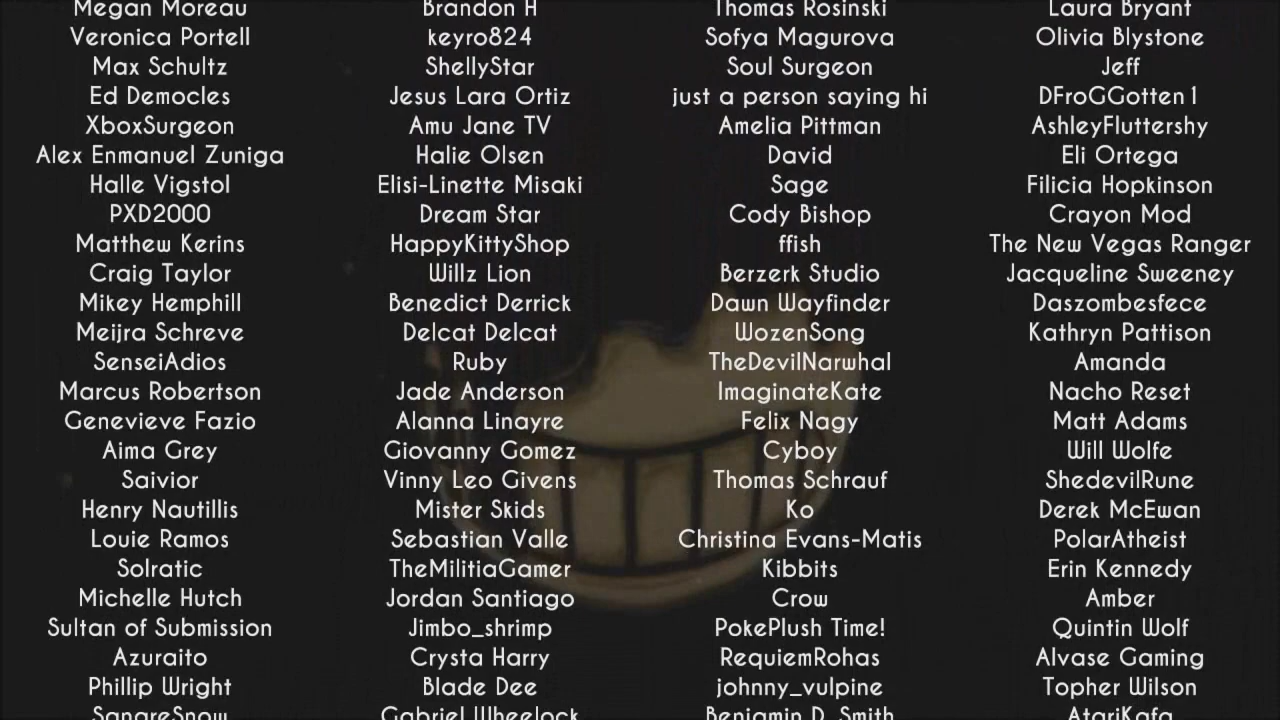 Megan Moreau Brandon H Thomas Rosinski Laura Bryant
Veronica Portell keyro824 Sofya Magurova Olivia Blystone
Max Schultz ShellyStar Soul Surgeon Jeff
Ed Democles Jesus Lara Ortiz just a person saying hi DFroGGotten1
XboxSurgeon Amu Jane TV Amelia Pittman AshleyFluttershy
Alex Enmanuel Zuniga Halie Olsen David Eli Ortega
Halle Vigstol Elisi-Linette Misaki Sage Filicia Hopkinson
PXD2000 Dream Star Cody Bishop Crayon Mod
Matthew Kerins HappyKittyShop ffish The New Vegas Ranger
Craig Taylor Willz Lion Berzerk Studio Jacqueline Sweeney
Mikey Hemphill Benedict Derrick Dawn Wayfinder Daszombesfece
Meijra Schreve Delcat Delcat WozenSong Kathryn Pattison
SenseiAdios Ruby TheDevilNarwhal Amanda
Marcus Robertson Jade Anderson ImaginateKate Nacho Reset
Genevieve Fazio Alanna Linayre Felix Nagy Matt Adams
Aima Grey Giovanny Gomez Cyboy Will Wolfe
Saivior Vinny Leo Givens Thomas Schrauf ShedevilRune
Henry Nautillis Mister Skids Ko Derek McEwan
Louie Ramos Sebastian Valle Christina Evans-Matis PolarAtheist
Solratic TheMilitiaGamer Kibbits Erin Kennedy
Michelle Hutch Jordan Santiago Crow Amber
Sultan of Submission Jimbo_shrimp PokePlush Time! Quintin Wolf
Azuraito Crysta Harry RequiemRohas Alvase Gaming
Phillip Wright Blade Dee johnny_vulpine Topher Wilson
SangreSnow Gabriel Wheelock Benjamin D. Smith AtariKafa